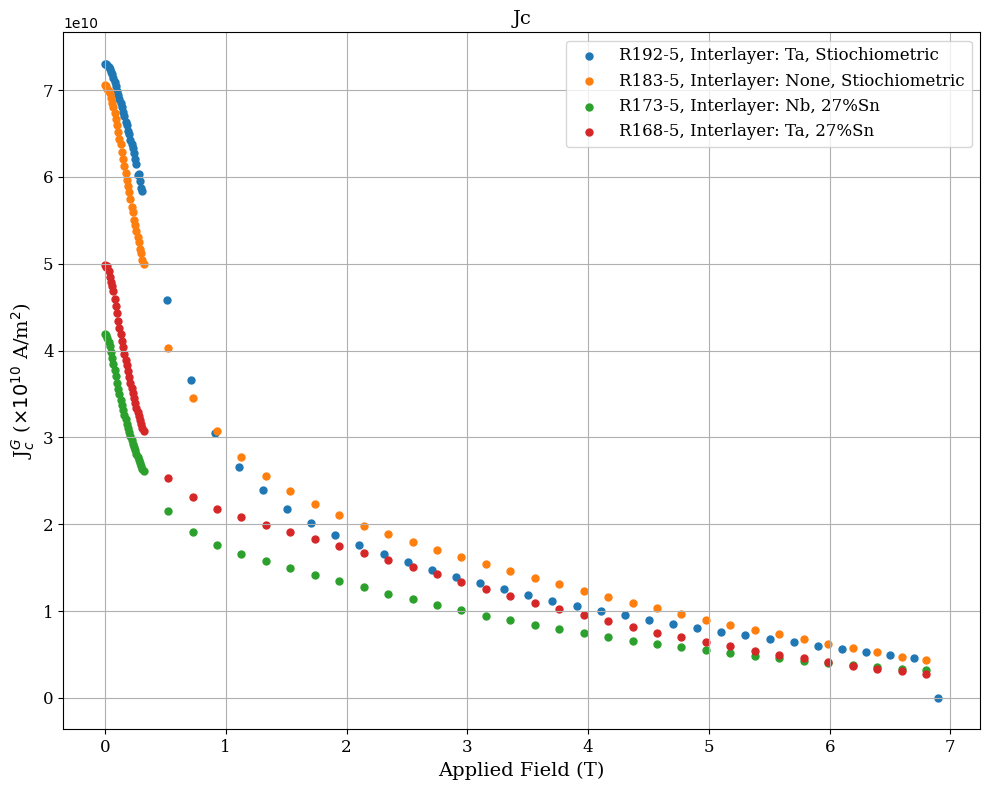 Jc
1e10
R192-5, Interlayer: Ta, Stiochiometric
R183-5, Interlayer: None, Stiochiometric
R173-5, Interlayer: Nb, 27%Sn
R168-5, Interlayer: Ta, 27%Sn
7
6
5
4
3
2
1
0
J_c^G (×10^10 A/m^2)
0 1 2 3 4 5 6 7
Applied Field (T)